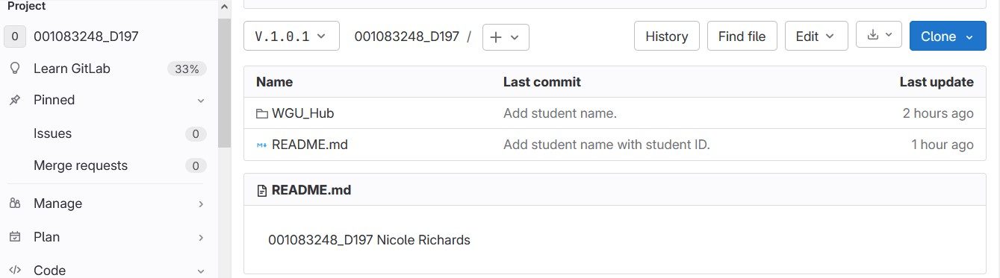 Project
0 001083248_D197
Learn GitLab 33%
Pinned
Issues 0
Merge requests 0
Manage
Plan
Code
V.1.0.1 001083248_D197 / + History Find file Edit Clone
Name Last commit Last update
WGU_Hub Add student name. 2 hours ago
README.md Add student name with student ID. 1 hour ago
README.md
001083248_D197 Nicole Richards